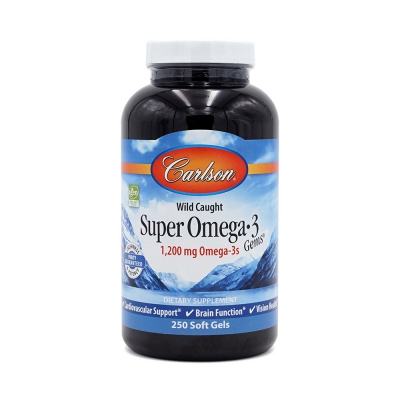 Carlson®
Wild Caught
Super Omega·3
Gems®
1,200 mg Omega-3s
DIETARY SUPPLEMENT
Cardiovascular Support* ✓ Brain Function* ✓ Vision
250 Soft Gels